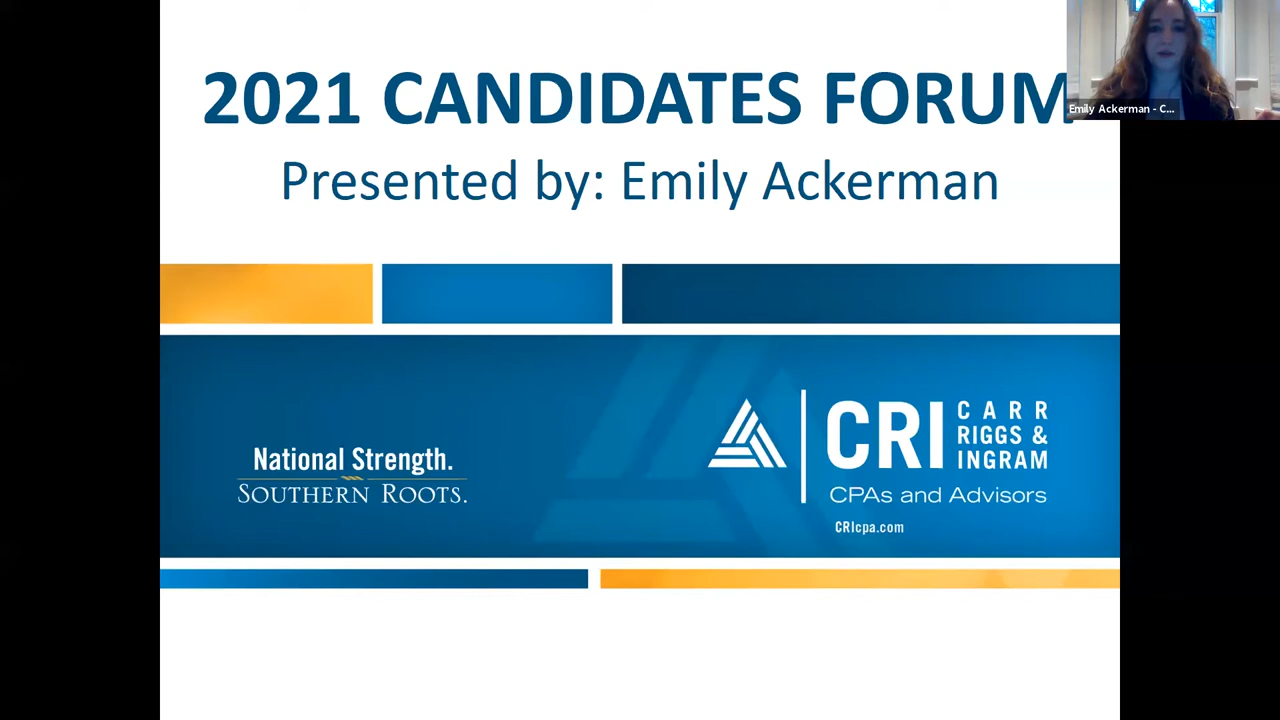 2021 CANDIDATES FORUM
Emily Ackerman - C...
Presented by: Emily Ackerman
National Strength.
SOUTHERN ROOTS.
CRI
CARR
RIGGS &
INGRAM
CPAs and Advisors
CRIcpa.com